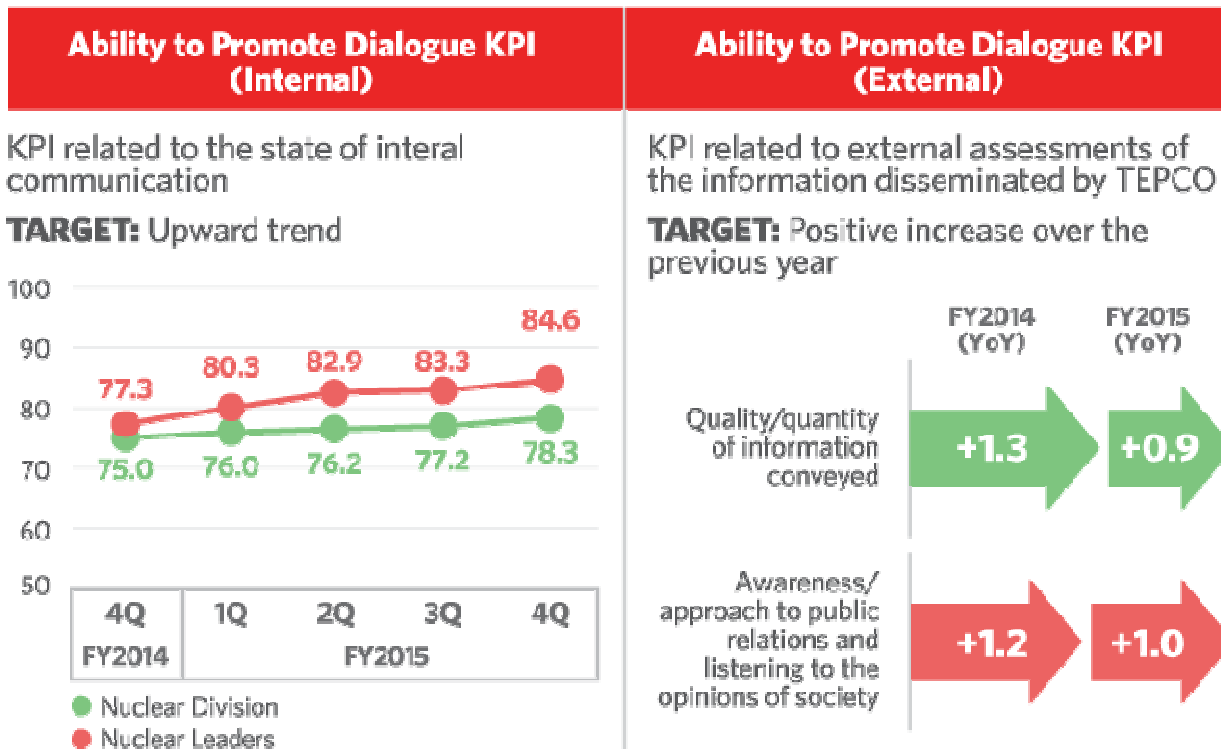 Ability to Promote Dialogue KPI
(Internal)
KPI related to the state of interal
communication
TARGET: Upward trend
100
90
80
70
60
50
84.6
83.3
82.9
80.3
77.3
75.0
76.0
76.2
77.2
78.3
4Q
1Q
2Q
3Q
4Q
FY2014
FY2015
Nuclear Division
Nuclear Leaders
Ability to Promote Dialogue KPI
(External)
KPI related to external assessments of
the information disseminated by TEPCO
TARGET: Positive increase over the
previous year
FY2014
(YoY)
FY2015
(YoY)
Quality/quantity
of information
conveyed
+1.3
+0.9
Awareness/
approach to public
relations and
listening to the
opinions of society
+1.2
+1.0